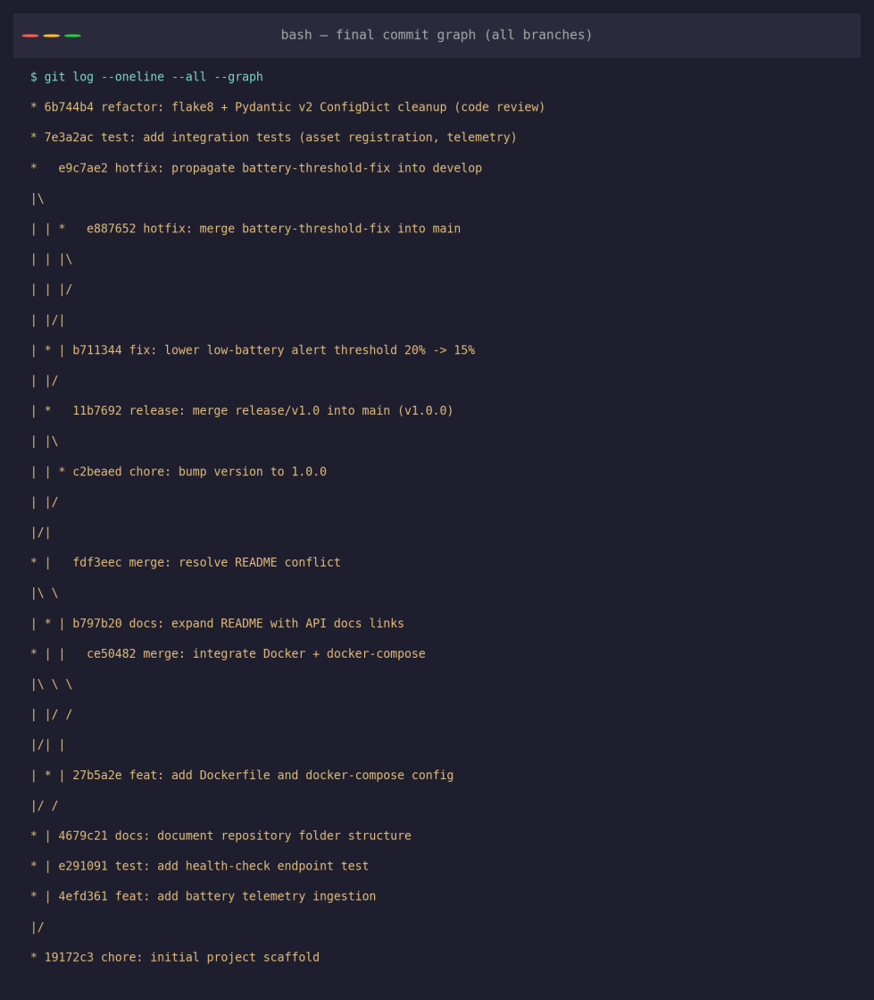 bash — final commit graph (all branches)
$ git log --oneline --all --graph
* 6b744b4 refactor: flake8 + Pydantic v2 ConfigDict cleanup (code review)
* 7e3a2ac test: add integration tests (asset registration, telemetry)
*   e9c7ae2 hotfix: propagate battery-threshold-fix into develop
|\
| | *   e887652 hotfix: merge battery-threshold-fix into main
| | |\
| | |/
| |/|
| * | b711344 fix: lower low-battery alert threshold 20% -> 15%
| |/
| *   11b7692 release: merge release/v1.0 into main (v1.0.0)
| |\
| | * c2beaed chore: bump version to 1.0.0
| |/
|/|
* |   fdf3eec merge: resolve README conflict
|\ \
| * | b797b20 docs: expand README with API docs links
* | |   ce50482 merge: integrate Docker + docker-compose
|\ \ \
| |/ /
|/| |
| * | 27b5a2e feat: add Dockerfile and docker-compose config
|/ /
* | 4679c21 docs: document repository folder structure
* | e291091 test: add health-check endpoint test
* | 4efd361 feat: add battery telemetry ingestion
|/
* 19172c3 chore: initial project scaffold